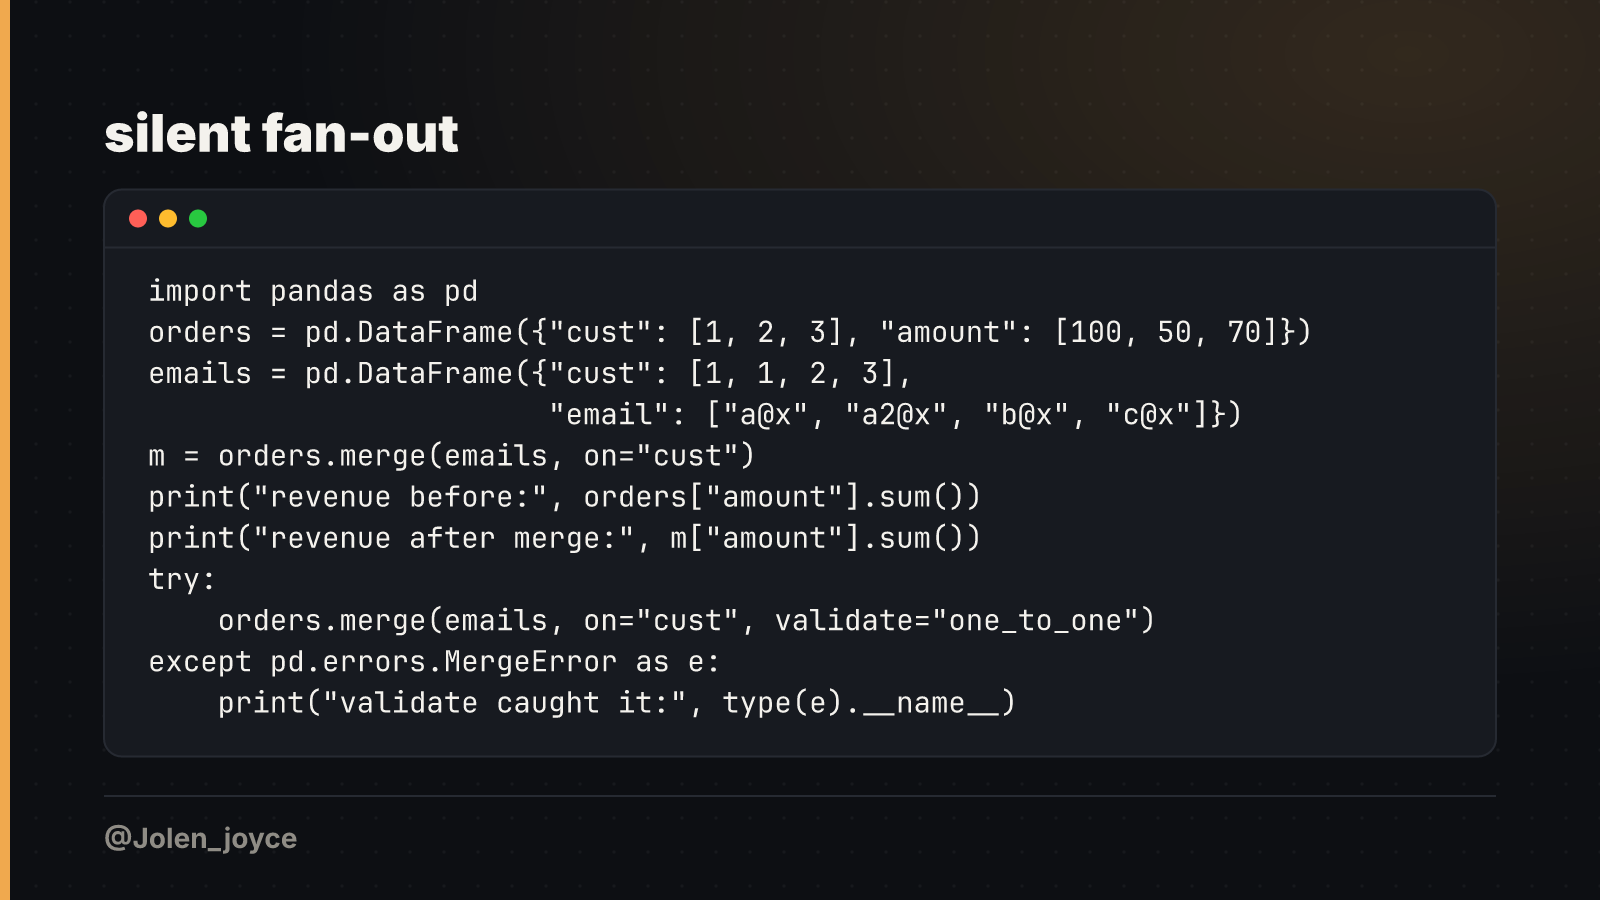 silent fan-out
import pandas as pd
orders = pd.DataFrame({"cust": [1, 2, 3], "amount": [100, 50, 70]})
emails = pd.DataFrame({"cust": [1, 1, 2, 3],
                       "email": ["a@x", "a2@x", "b@x", "c@x"]})
m = orders.merge(emails, on="cust")
print("revenue before:", orders["amount"].sum())
print("revenue after merge:", m["amount"].sum())
try:
    orders.merge(emails, on="cust", validate="one_to_one")
except pd.errors.MergeError as e:
    print("validate caught it:", type(e).__name__)
@Jolen_joyce